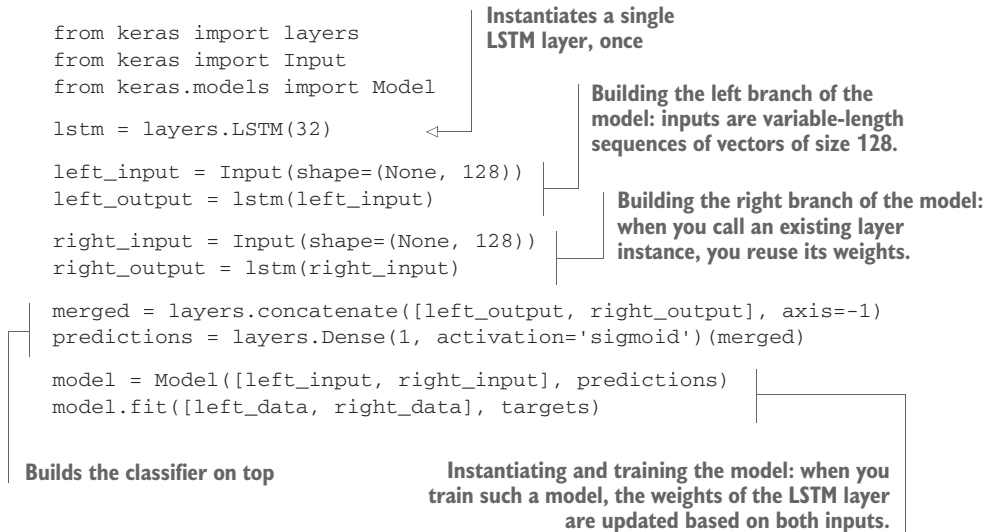 Instantiates a single
LSTM layer, once
from keras import layers
from keras import Input
from keras.models import Model
lstm = layers.LSTM(32)
Building the left branch of the
model: inputs are variable-length
sequences of vectors of size 128.
left_input = Input(shape=(None, 128))
left_output = lstm(left_input)
Building the right branch of the model:
when you call an existing layer
instance, you reuse its weights.
right_input = Input(shape=(None, 128))
right_output = lstm(right_input)
merged = layers.concatenate([left_output, right_output], axis=-1)
predictions = layers.Dense(1, activation='sigmoid')(merged)
model = Model([left_input, right_input], predictions)
model.fit([left_data, right_data], targets)
Builds the classifier on top
Instantiating and training the model: when you
train such a model, the weights of the LSTM layer
are updated based on both inputs.